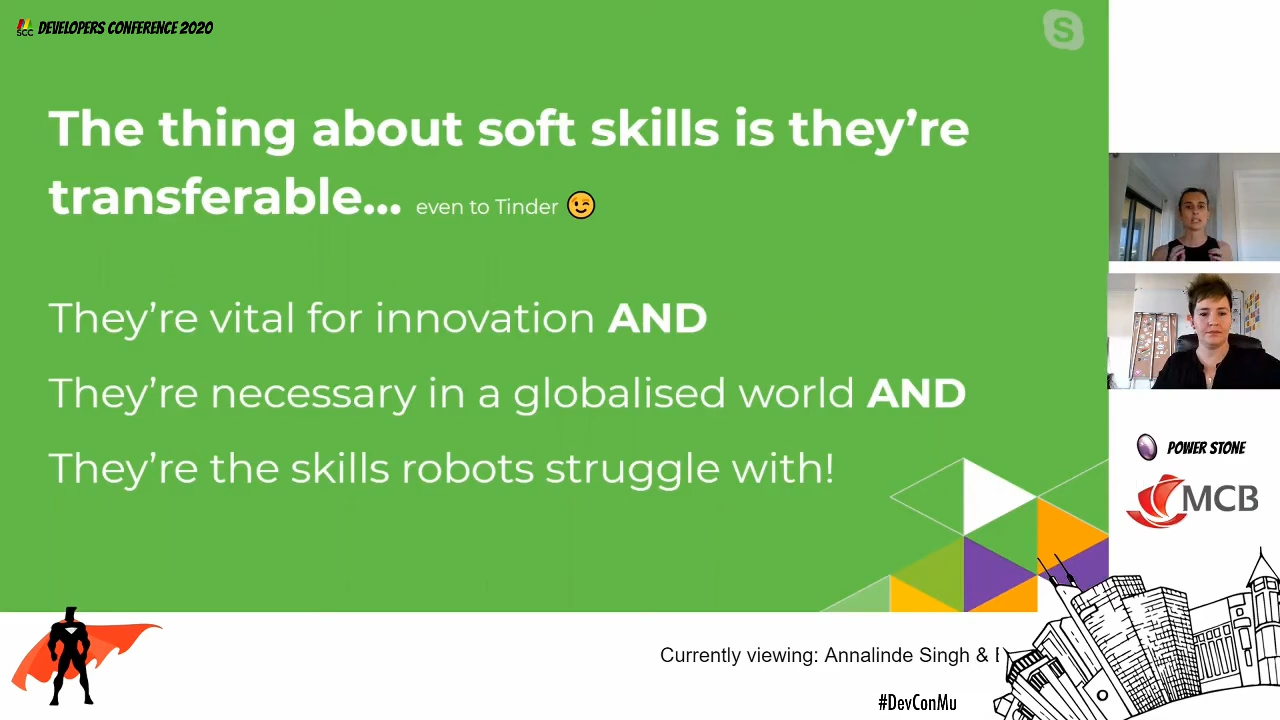 SCC DEVELOPERS CONFERENCE 2020
S
The thing about soft skills is they're
transferable... even to Tinder
They're vital for innovation AND
They're necessary in a globalised world AND
They're the skills robots struggle with!
POWER STONE
MCB
Currently viewing: Annalinde Singh &
#DevConMu